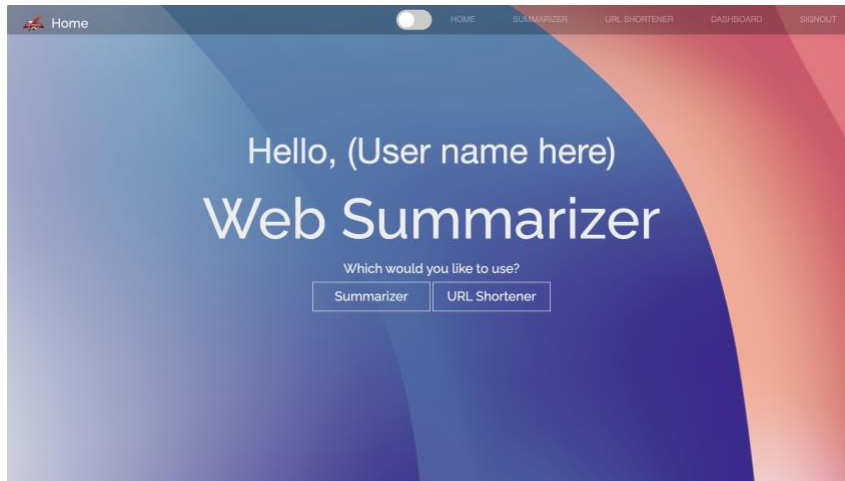 Home
HOME SUMMARIZER URL SHORTENER DASHBOARD SIGNOUT
Hello, (User name here)
Web Summarizer
Which would you like to use?
Summarizer URL Shortener